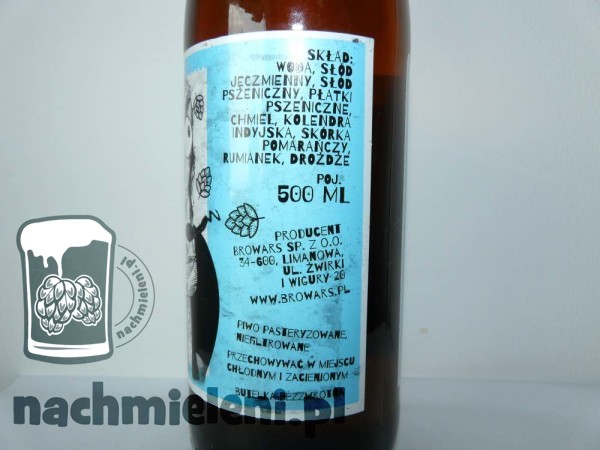 SKŁAD:
WODA, SŁÓD
JĘCZMIENNY, SŁÓD
PSZENICZNY, PŁATKI
PSZENICZNE,
CHMIEL, KOLENDRA
INDYJSKA, SKÓRKA
POMARAŃCZY,
RUMIANEK, DROŻDŻE
POJ.
500 ML
PRODUCENT
BROWARS SP. Z O.O.
34-600, LIMANOWA,
UL. ŻWIRKI
I WIGURY 20
WWW.BROWARS.PL
PIWO PASTERYZOWANE,
NIEFILTROWANE
PRZECHOWYWAĆ W MIEJSCU
CHŁODNYM I ZACIENIONYM
BUTELKA BEZZWROTNA
nachmieleni.pl
nachmieleni.pl